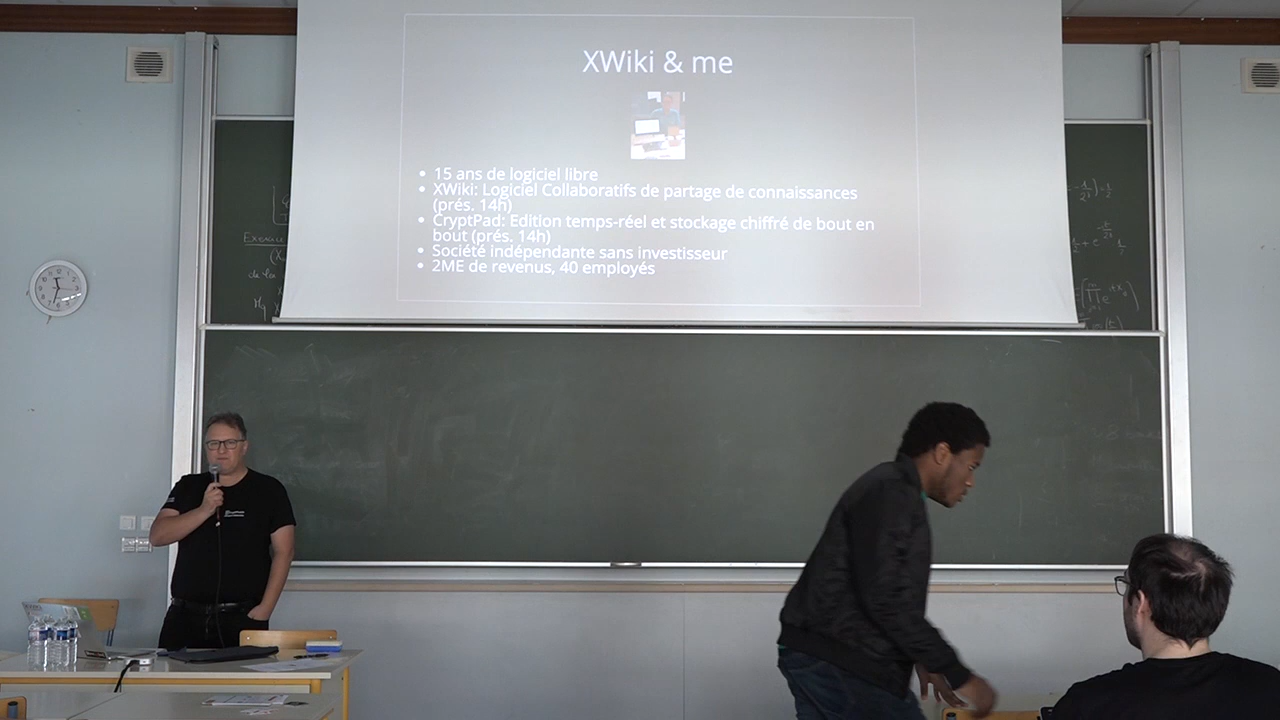 XWiki & me
15 ans de logiciel libre
XWiki: Logiciel Collaboratifs de partage de connaissances
(prés. 14h)
CryptPad: Edition temps-réel et stockage chiffré de bout en
bout (prés. 14h)
Société indépendante sans investisseur
2ME de revenus, 40 employés